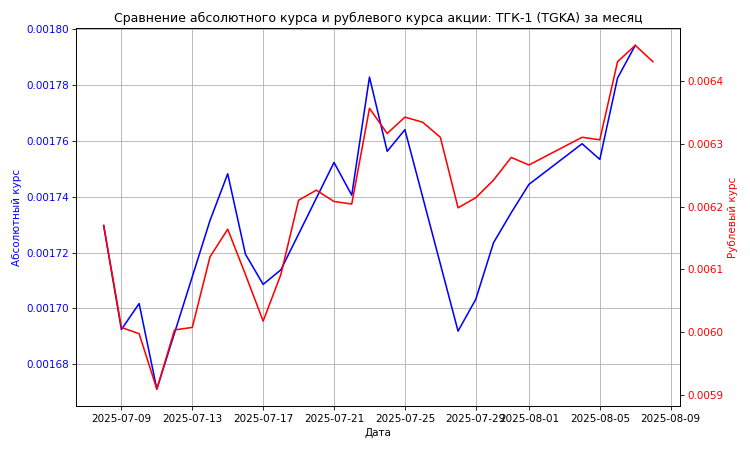 Сравнение абсолютного курса и рублевого курса акции: ТГК-1 (TGKA) за месяц
0.00180
0.00178
0.00176
0.00174
0.00172
0.00170
0.00168
Абсолютный курс
0.0064
0.0063
0.0062
0.0061
0.0060
0.0059
Рублевый курс
2025-07-09 2025-07-13 2025-07-17 2025-07-21 2025-07-25 2025-07-29 2025-08-01 2025-08-05 2025-08-09
Дата